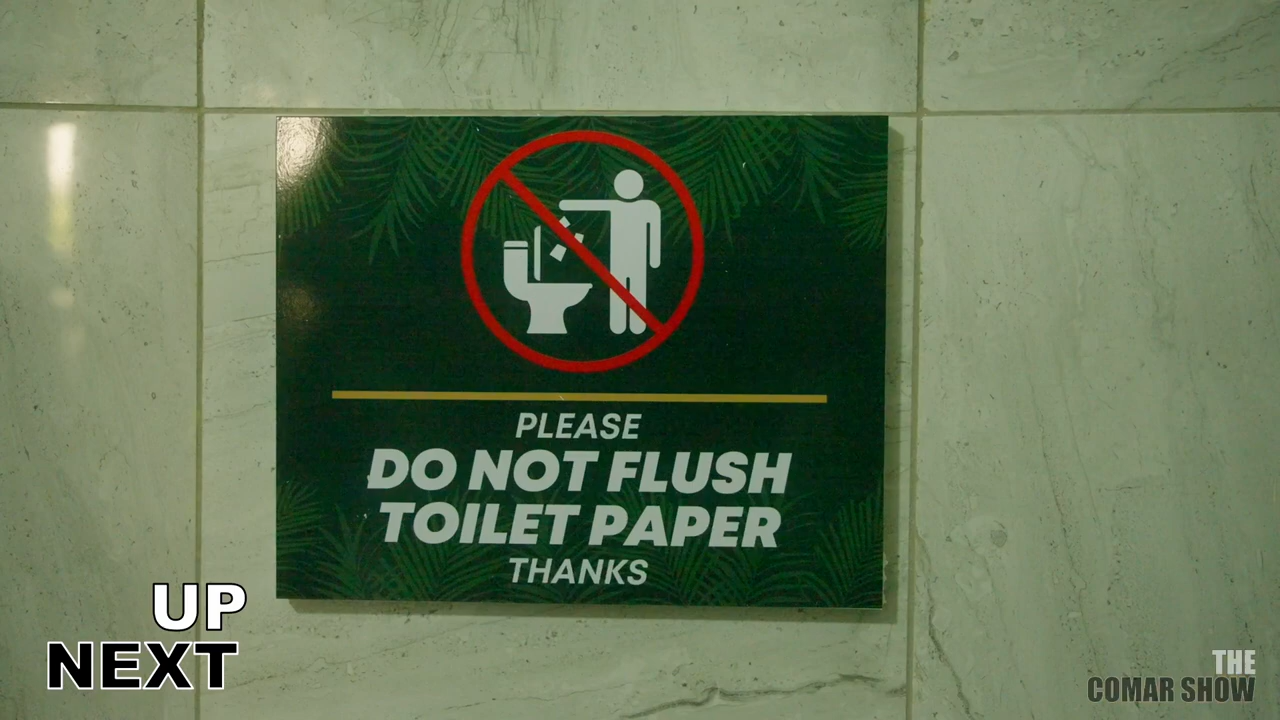 PLEASE
DO NOT FLUSH
TOILET PAPER
THANKS
UP
NEXT
THE
COMAR SHOW